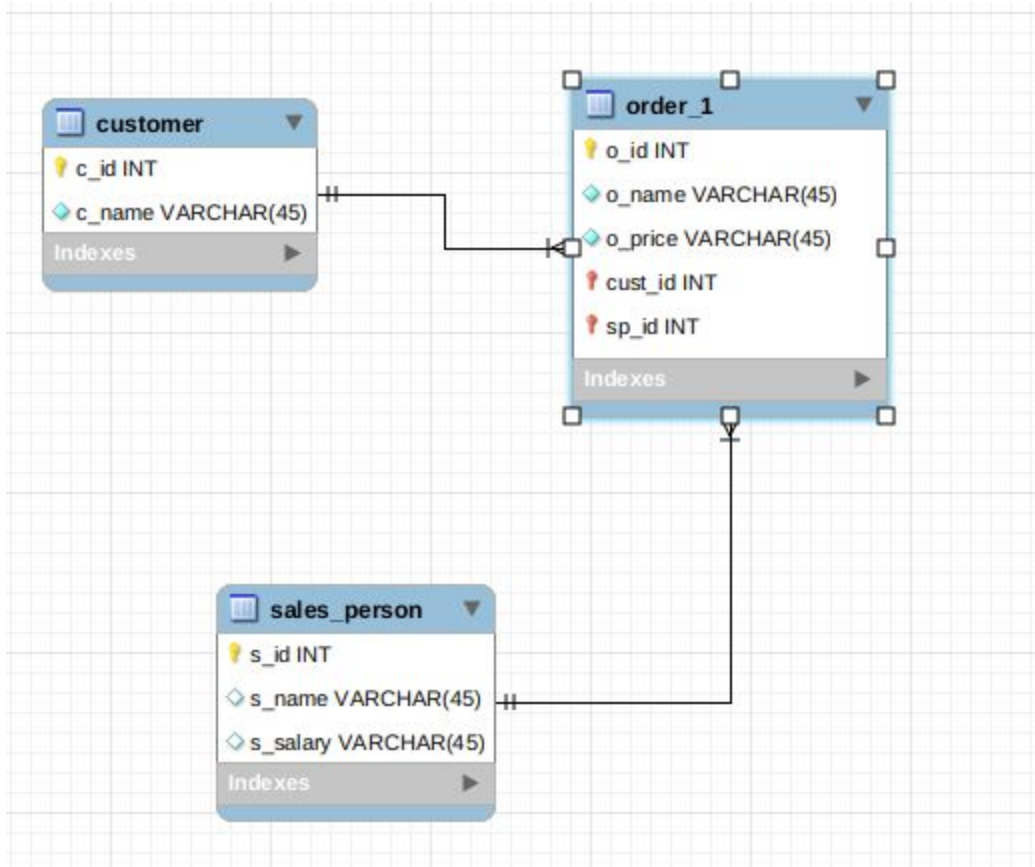 customer
c_id INT
c_name VARCHAR(45)
Indexes
order_1
o_id INT
o_name VARCHAR(45)
o_price VARCHAR(45)
cust_id INT
sp_id INT
Indexes
sales_person
s_id INT
s_name VARCHAR(45)
s_salary VARCHAR(45)
Indexes